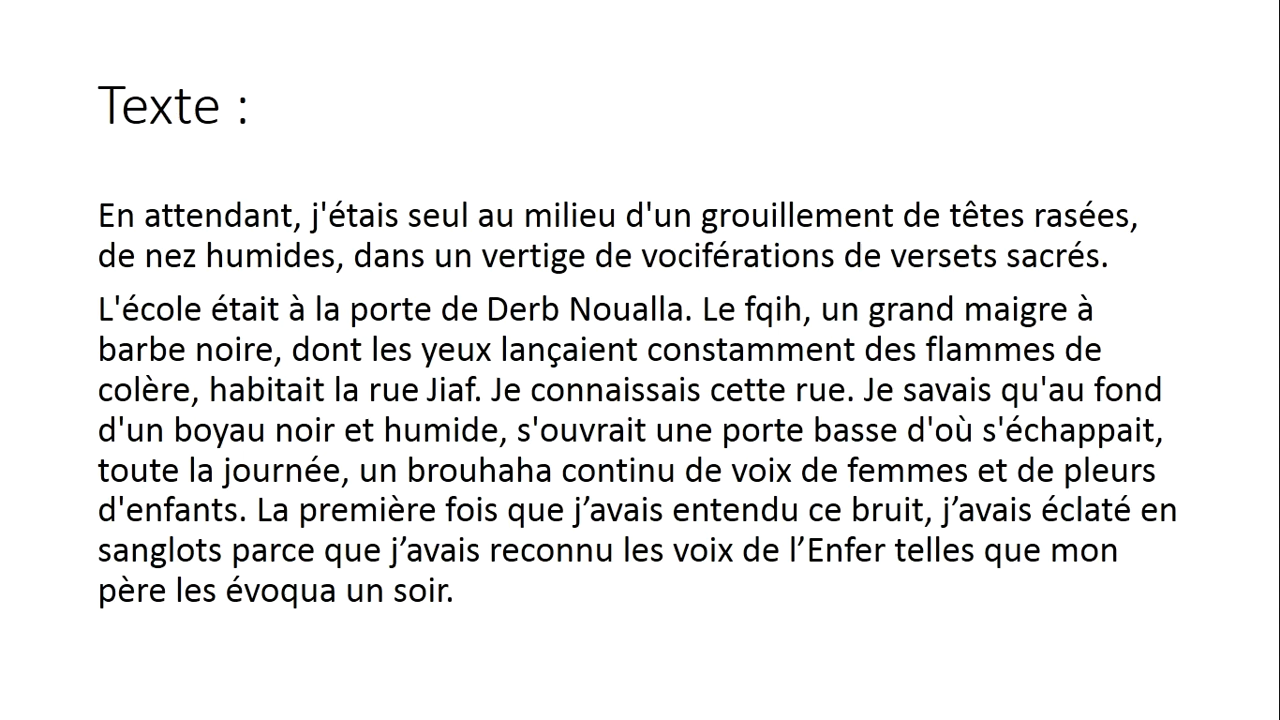 Texte :
En attendant, j'étais seul au milieu d'un grouillement de têtes rasées,
de nez humides, dans un vertige de vociférations de versets sacrés.
L'école était à la porte de Derb Noualla. Le fqih, un grand maigre à
barbe noire, dont les yeux lançaient constamment des flammes de
colère, habitait la rue Jiaf. Je connaissais cette rue. Je savais qu'au fond
d'un boyau noir et humide, s'ouvrait une porte basse d'où s'échappait,
toute la journée, un brouhaha continu de voix de femmes et de pleurs
d'enfants. La première fois que j’avais entendu ce bruit, j’avais éclaté en
sanglots parce que j’avais reconnu les voix de l’Enfer telles que mon
père les évoqua un soir.